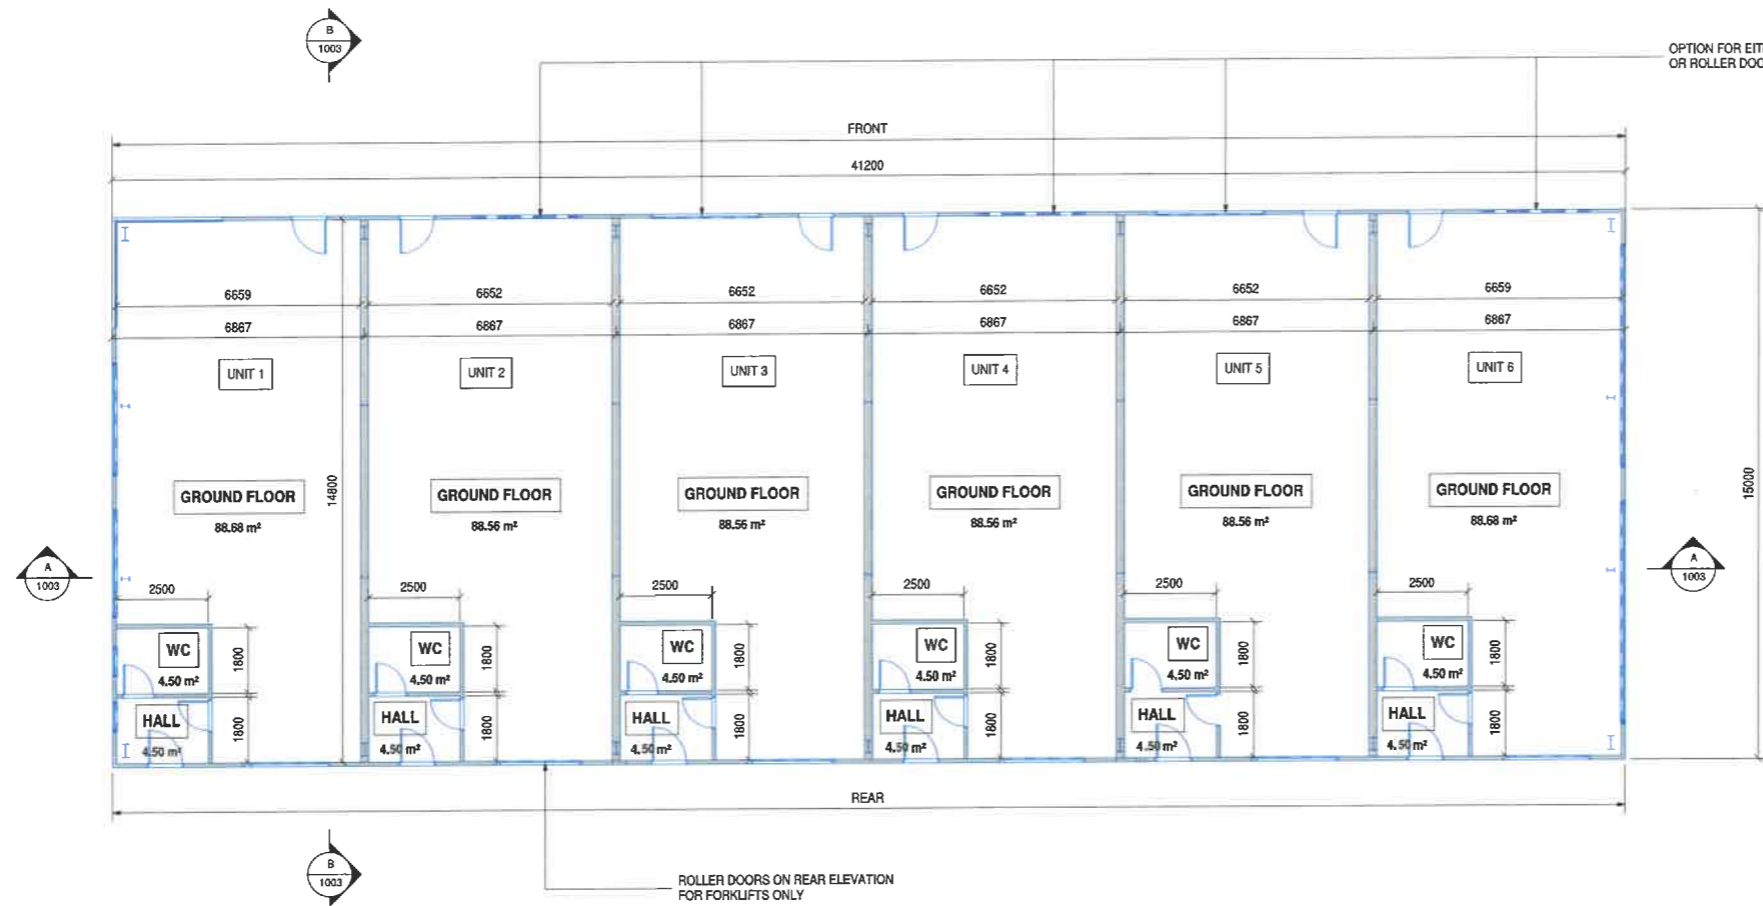 B
1003
OPTION FOR EIT
OR ROLLER DOO
FRONT
41200
6659 6652 6652 6652 6652 6659
6867 6867 6867 6867 6867 6867
UNIT 1 UNIT 2 UNIT 3 UNIT 4 UNIT 5 UNIT 6
14800
15000
GROUND FLOOR GROUND FLOOR GROUND FLOOR GROUND FLOOR GROUND FLOOR GROUND FLOOR
88.68 m² 88.56 m² 88.56 m² 88.56 m² 88.56 m² 88.68 m²
A
1003
A
1003
2500 2500 2500 2500 2500 2500
WC WC WC WC WC WC
4.50 m² 4.50 m² 4.50 m² 4.50 m² 4.50 m² 4.50 m²
1800 1800 1800 1800 1800 1800
HALL HALL HALL HALL HALL HALL
4.50 m² 4.50 m² 4.50 m² 4.50 m² 4.50 m² 4.50 m²
1800 1800 1800 1800 1800 1800
REAR
B
1003
ROLLER DOORS ON REAR ELEVATION
FOR FORKLIFTS ONLY